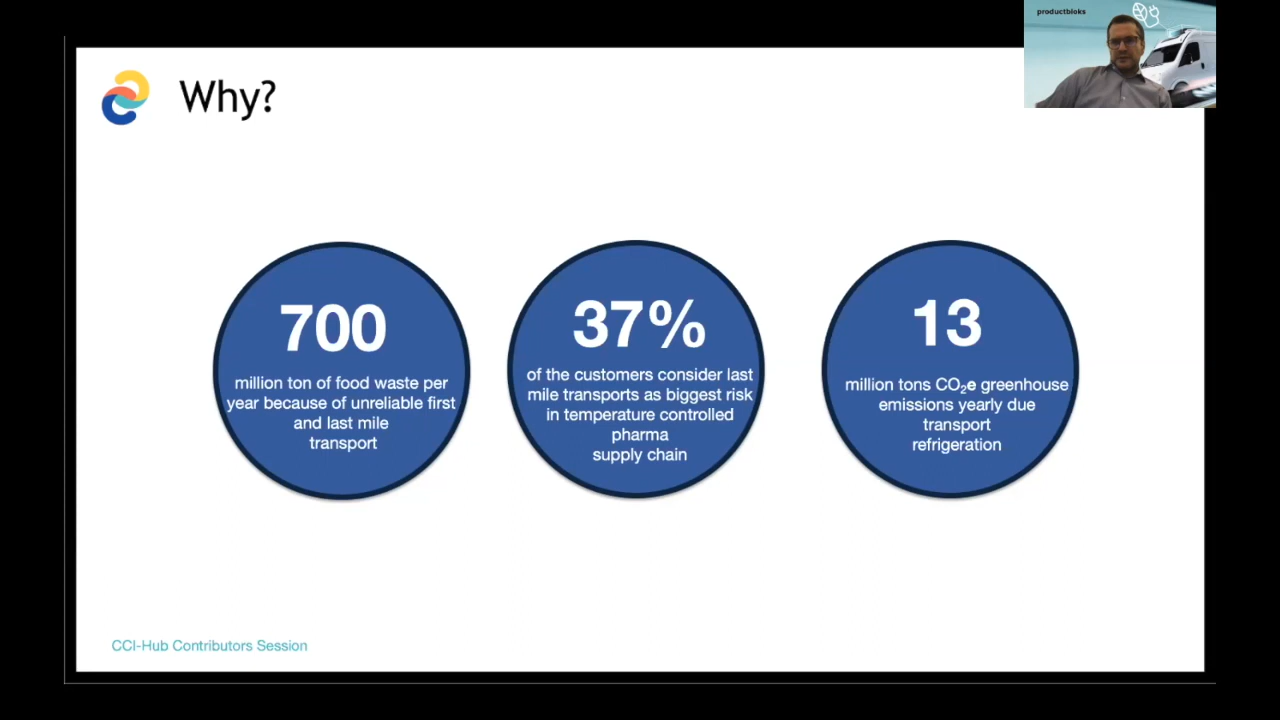 productbloks
Why?
700
million ton of food waste per
year because of unreliable first
and last mile
transport
37%
of the customers consider last
mile transports as biggest risk
in temperature controlled
pharma
supply chain
13
million tons CO₂e greenhouse
emissions yearly due
transport
refrigeration
CCI-Hub Contributors Session